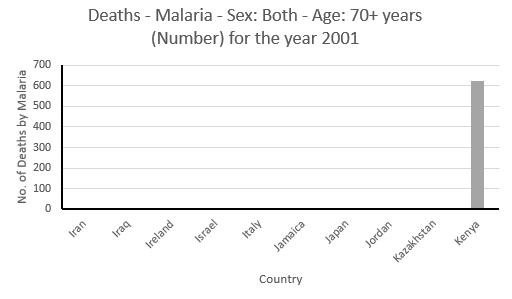 Deaths - Malaria - Sex: Both - Age: 70+ years
(Number) for the year 2001
No. of Deaths by Malaria
700
600
500
400
300
200
100
0
Iran
Iraq
Ireland
Israel
Italy
Jamaica
Japan
Jordan
Kazakhstan
Kenya
Country